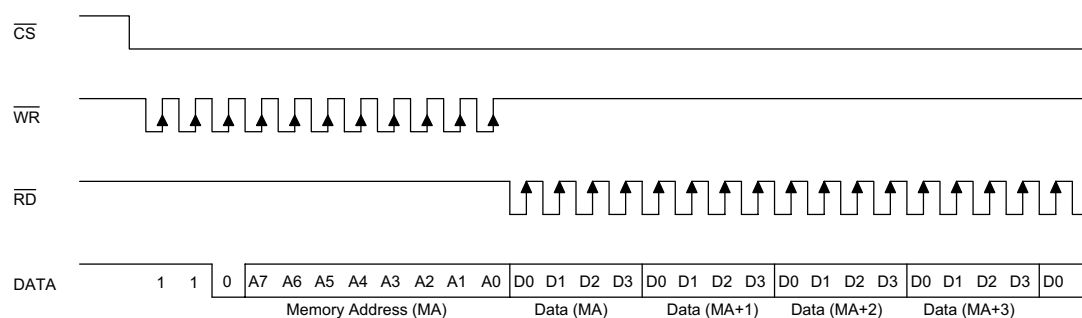 CS
WR
RD
DATA 1 1 0 A7 A6 A5 A4 A3 A2 A1 A0 D0 D1 D2 D3 D0 D1 D2 D3 D0 D1 D2 D3 D0 D1 D2 D3 D0
Memory Address (MA) Data (MA) Data (MA+1) Data (MA+2) Data (MA+3)